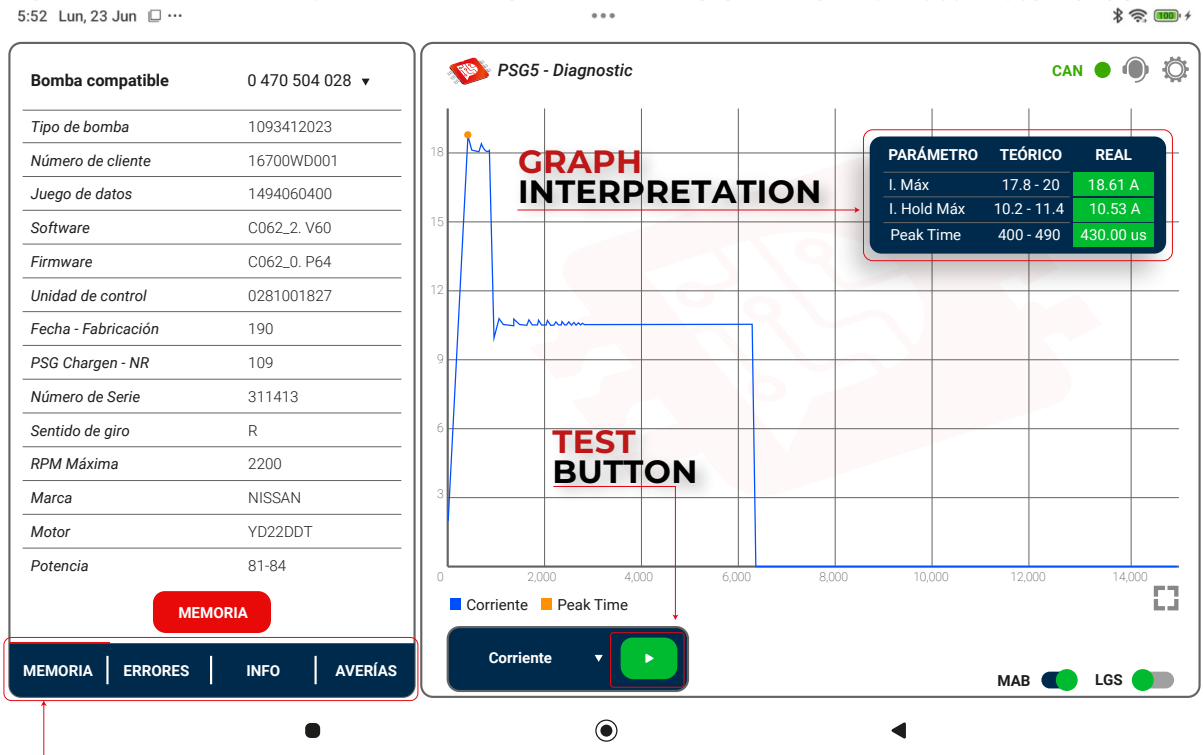 5:52 Lun, 23 Jun
100
Bomba compatible 0 470 504 028
Tipo de bomba 1093412023
Número de cliente 16700WD001
Juego de datos 1494060400
Software C062_2. V60
Firmware C062_0. P64
Unidad de control 0281001827
Fecha - Fabricación 190
PSG Chargen - NR 109
Número de Serie 311413
Sentido de giro R
RPM Máxima 2200
Marca NISSAN
Motor YD22DDT
Potencia 81-84
MEMORIA
MEMORIA ERRORES INFO AVERÍAS
PSG5 - Diagnostic
CAN
GRAPH
INTERPRETATION
PARÁMETRO TEÓRICO REAL
I. Máx 17.8 - 20 18.61 A
I. Hold Máx 10.2 - 11.4 10.53 A
Peak Time 400 - 490 430.00 us
18
15
12
9
6
3
TEST
BUTTON
0 2,000 4,000 6,000 8,000 10,000 12,000 14,000
Corriente Peak Time
Corriente
MAB LGS